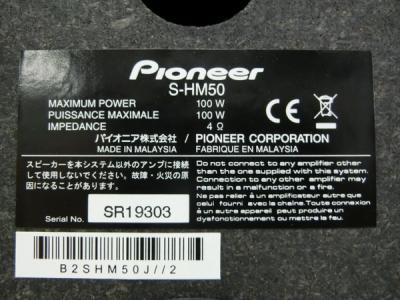 Pioneer
S-HM50
MAXIMUM POWER 100 W
PUISSANCE MAXIMALE 100 W
IMPEDANCE 4 Ω
CE
パイオニア株式会社 / PIONEER CORPORATION
MADE IN MALAYSIA FABRIQUE EN MALAYSIA
スピーカーを本システム以外のアンプに接続
して使用しないでください。故障・火災の原
因になることがあります。
Serial No. SR19303
Do not connect to any amplifier other
than the one supplied with this system.
Connection to any other amplifier may
result in a malfunction or a fire.
Ne pas relier à l'amplificateur autre que
celui fourni avec ce système. Toute
connexion à un autre amplificateur peut
produire un dysfonctionnement ou
mettre du feu.
B2SHM50J//2